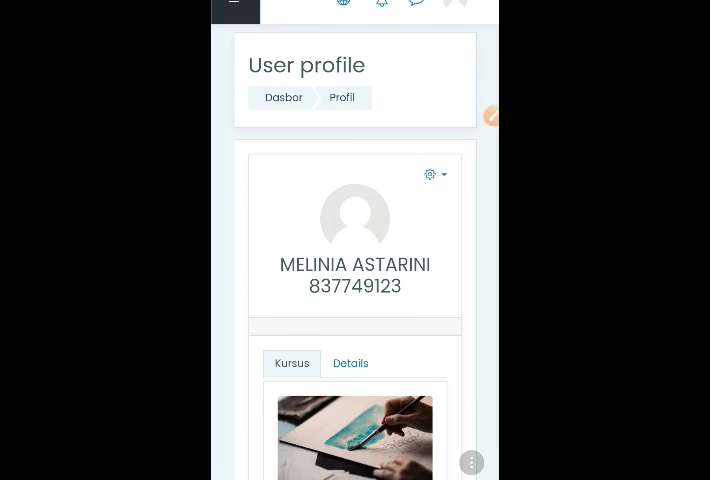 User profile
Dasbor Profil
MELINIA ASTARINI
837749123
Kursus Details